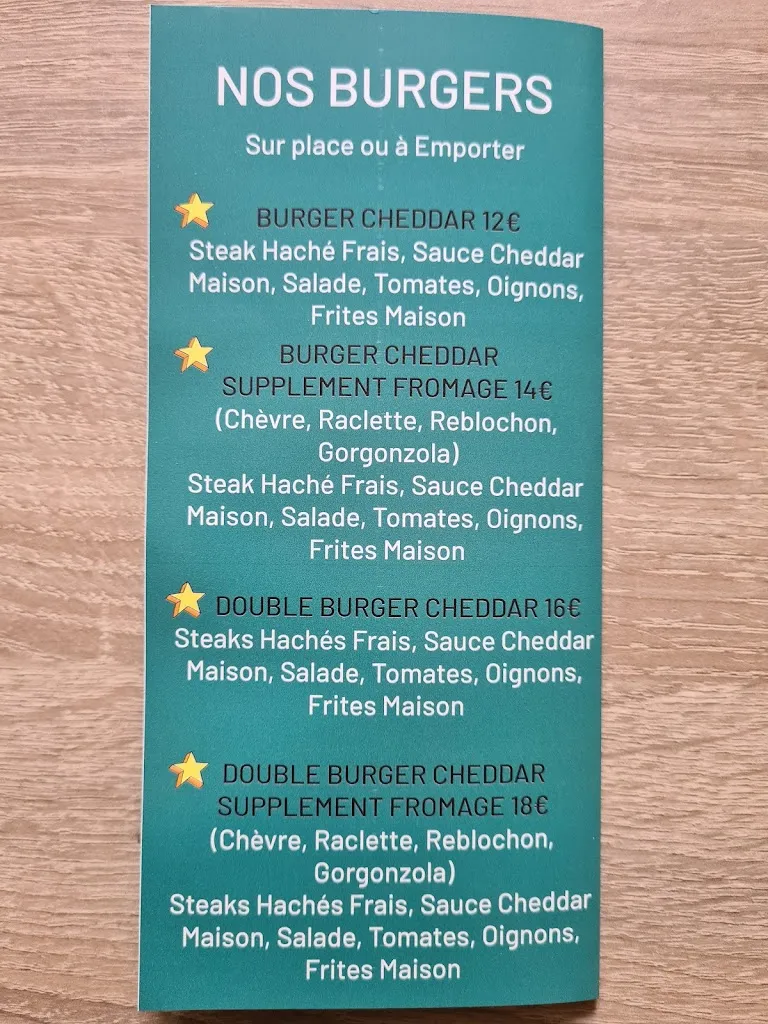 NOS BURGERS
Sur place ou à Emporter
BURGER CHEDDAR 12€
Steak Haché Frais, Sauce Cheddar
Maison, Salade, Tomates, Oignons,
Frites Maison
BURGER CHEDDAR
SUPPLEMENT FROMAGE 14€
(Chèvre, Raclette, Reblochon,
Gorgonzola)
Steak Haché Frais, Sauce Cheddar
Maison, Salade, Tomates, Oignons,
Frites Maison
DOUBLE BURGER CHEDDAR 16€
Steaks Hachés Frais, Sauce Cheddar
Maison, Salade, Tomates, Oignons,
Frites Maison
DOUBLE BURGER CHEDDAR
SUPPLEMENT FROMAGE 18€
(Chèvre, Raclette, Reblochon,
Gorgonzola)
Steaks Hachés Frais, Sauce Cheddar
Maison, Salade, Tomates, Oignons,
Frites Maison